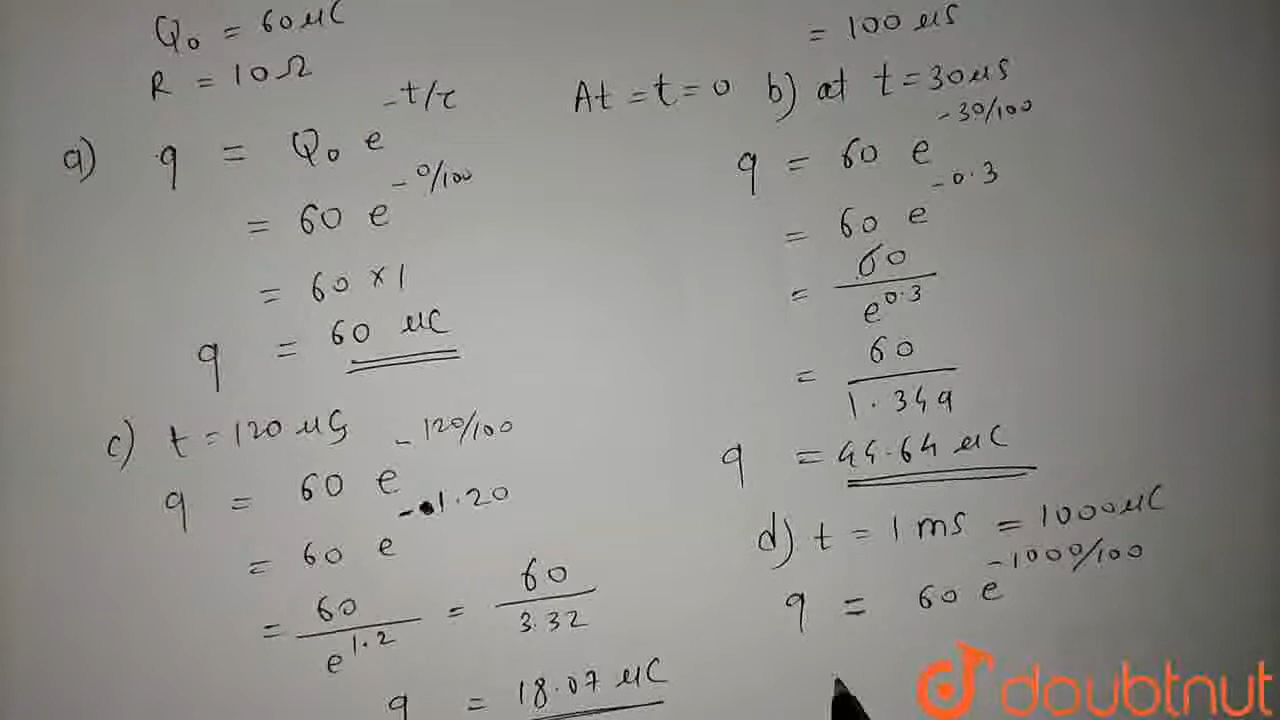 Q₀ = 60 μC
R = 10 Ω
a) q = Q₀ e^-t/τ At = t = 0
= 60 e^-0/100
= 60 × 1
q = 60 μC
c) t = 120 μS
q = 60 e^-120/100
= 60 e^-1.20
= 60/e^1.2 = 60/3.32
q = 18.07 μC
= 100 μs
b) at t = 30 μs
q = 60 e^-30/100
= 60 e^-0.3
= 60/e^0.3
= 60/1.349
q = 44.64 μC
d) t = 1 ms = 1000 μC
q = 60 e^-1000/100
doubtnut